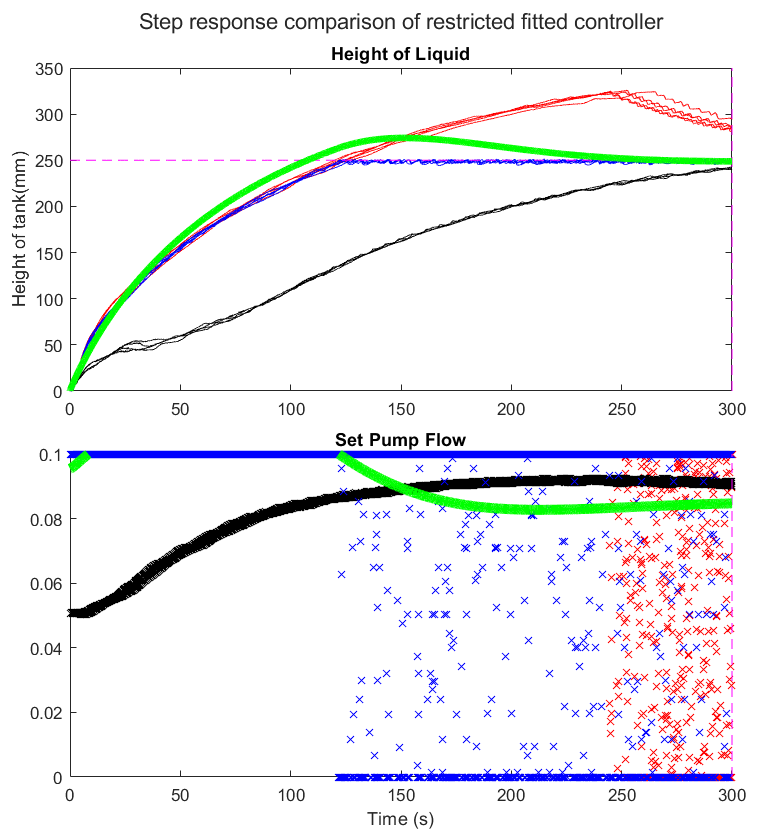 Step response comparison of restricted fitted controller
Height of Liquid
350
300
250
200
150
100
50
0
Height of tank(mm)
0 50 100 150 200 250 300
Set Pump Flow
0.1
0.08
0.06
0.04
0.02
0
0 50 100 150 200 250 300
Time (s)